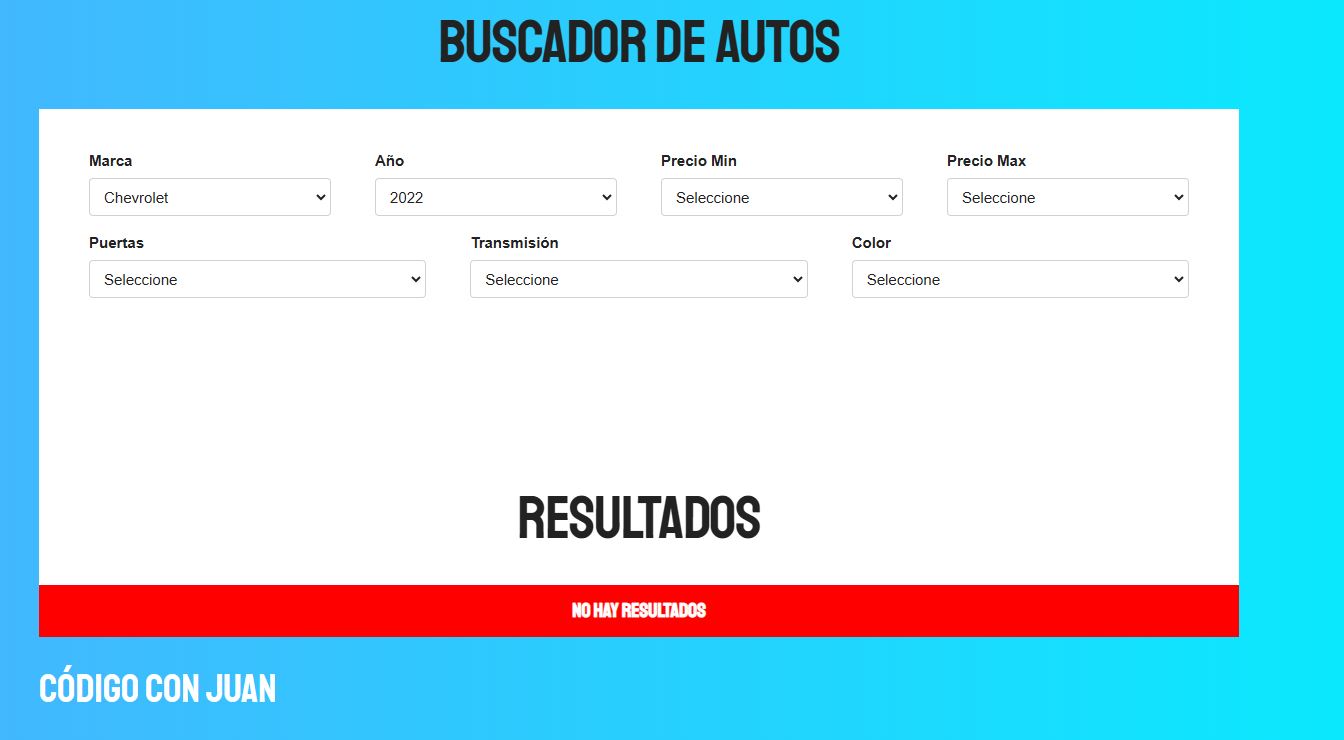 BUSCADOR DE AUTOS
Marca Año Precio Min Precio Max
Chevrolet 2022 Seleccione Seleccione
Puertas Transmisión Color
Seleccione Seleccione Seleccione
RESULTADOS
NO HAY RESULTADOS
CÓDIGO CON JUAN